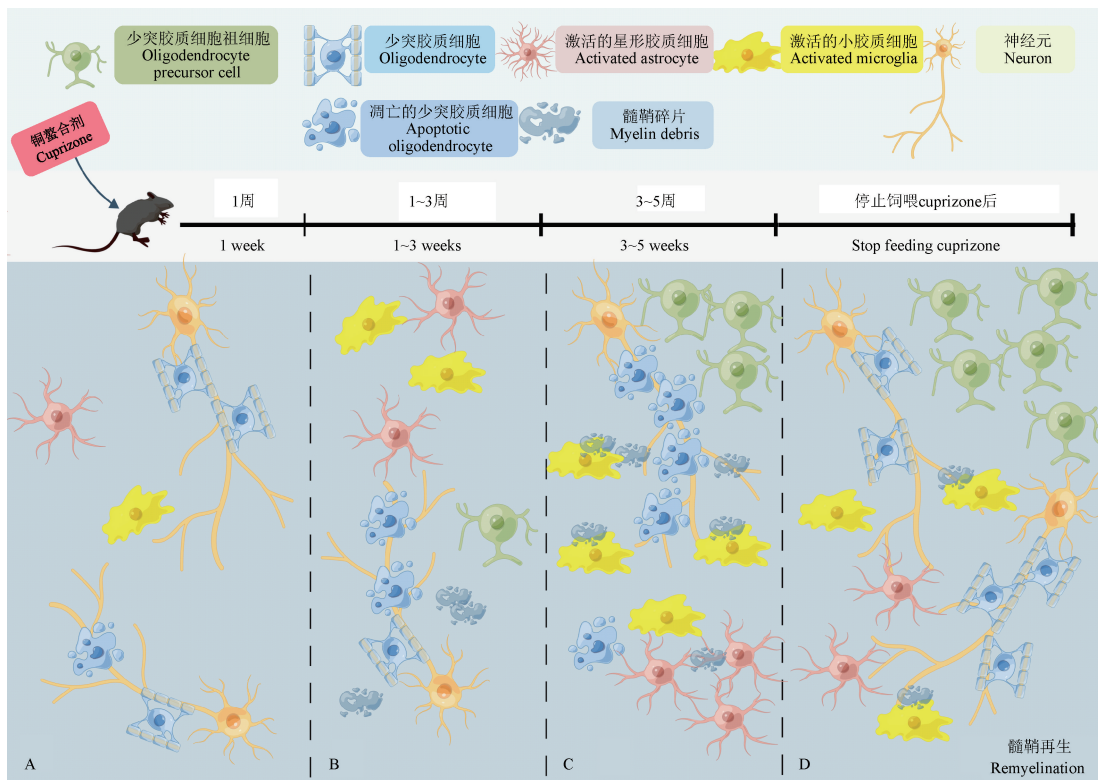 少突胶质细胞祖细胞
Oligodendrocyte
precursor cell
少突胶质细胞
Oligodendrocyte
激活的星形胶质细胞
Activated astrocyte
激活的小胶质细胞
Activated microglia
神经元
Neuron
凋亡的少突胶质细胞
Apoptotic
oligodendrocyte
髓鞘碎片
Myelin debris
铜螯合剂
Cuprizone
1周
1~3周
3~5周
停止饲喂cuprizone后
1 week
1~3 weeks
3~5 weeks
Stop feeding cuprizone
A
B
C
D
髓鞘再生
Remyelination